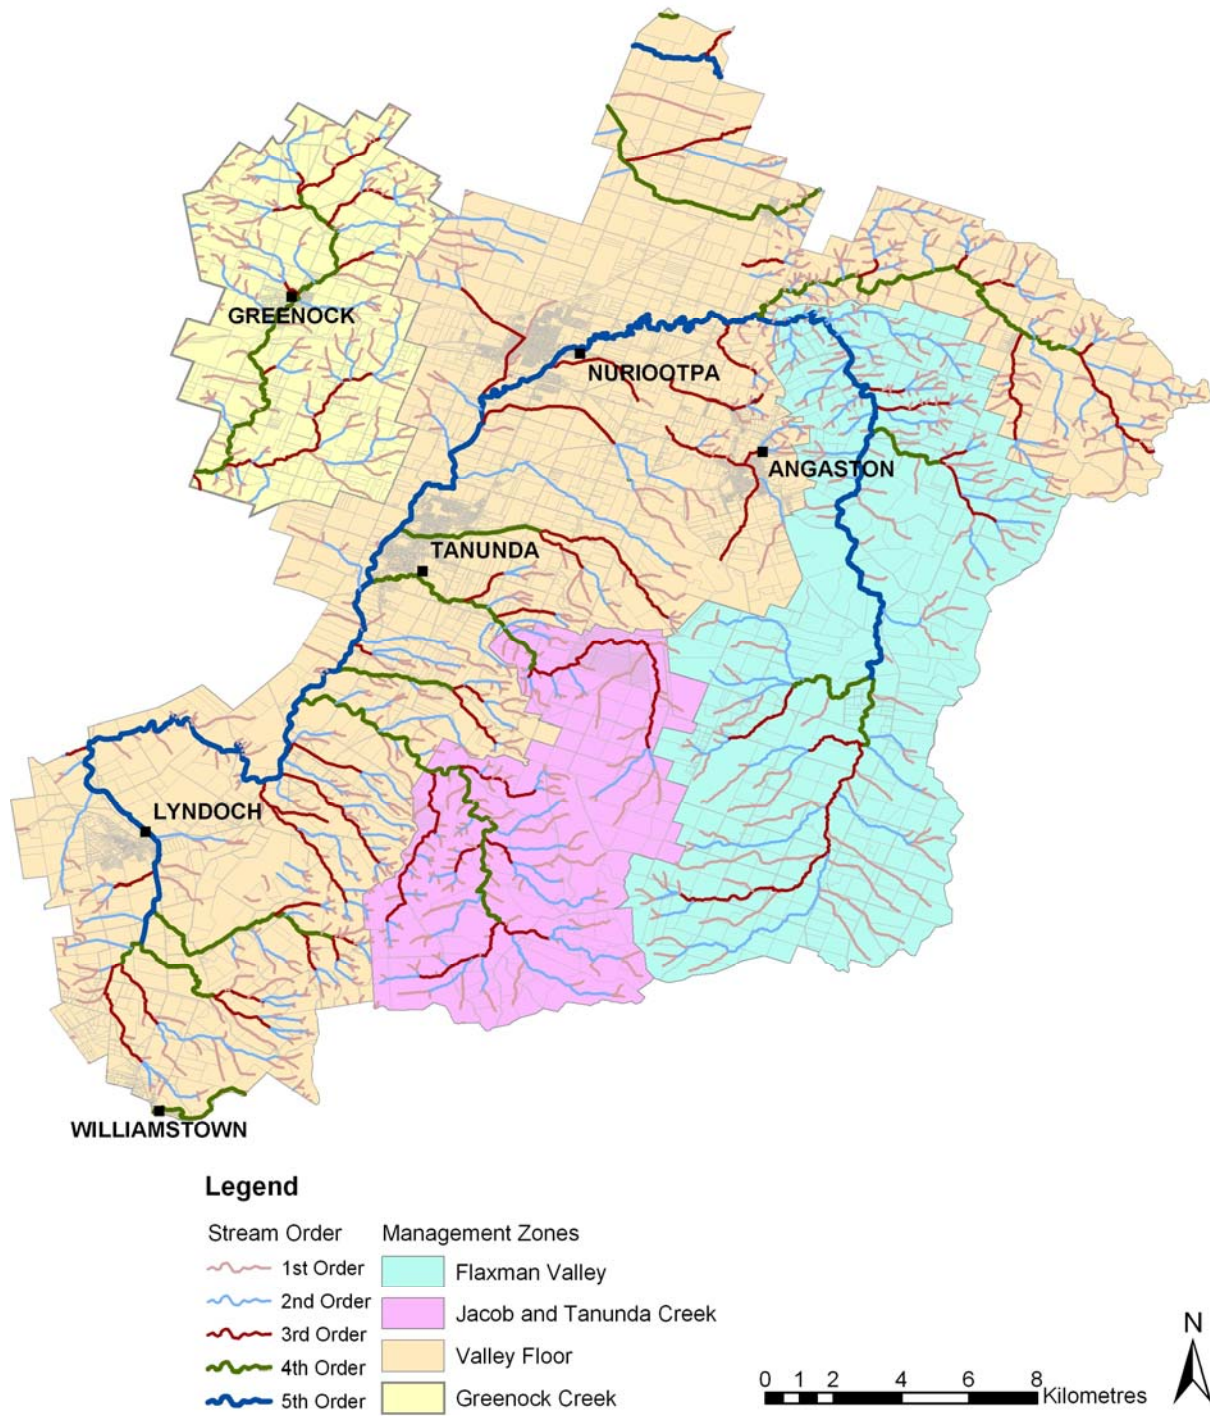 GREENOCK
NURIOOTPA
ANGASTON
TANUNDA
LYNDOCH
WILLIAMSTOWN
Legend
Stream Order
1st Order
2nd Order
3rd Order
4th Order
5th Order
Management Zones
Flaxman Valley
Jacob and Tanunda Creek
Valley Floor
Greenock Creek
0 1 2 4 6 8
Kilometres
N